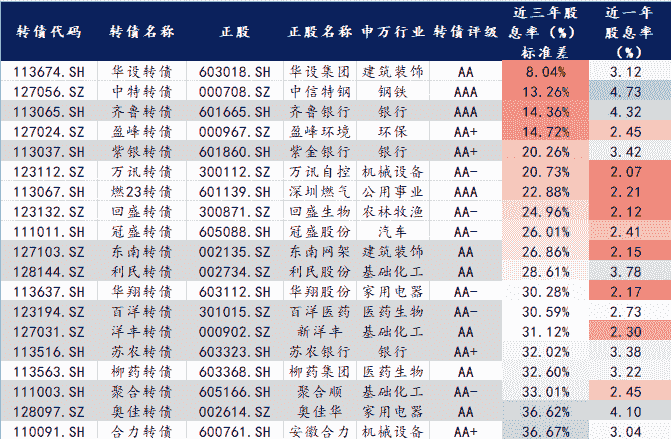 转债代码 转债名称 正股 正股名称 申万行业 转债评级 近三年股息率（%）标准差 近一年股息率（%）
113674.SH 华设转债 603018.SH 华设集团 建筑装饰 AA 8.04% 3.12
127056.SZ 中特转债 000708.SZ 中信特钢 钢铁 AAA 13.26% 4.73
113065.SH 齐鲁转债 601665.SH 齐鲁银行 银行 AAA 14.36% 4.32
127024.SZ 盈峰转债 000967.SZ 盈峰环境 环保 AA+ 14.72% 2.45
113037.SH 紫银转债 601860.SH 紫金银行 银行 AA+ 20.26% 3.42
123112.SZ 万讯转债 300112.SZ 万讯自控 机械设备 AA- 20.73% 2.07
113067.SH 燃23转债 601139.SH 深圳燃气 公用事业 AAA 22.88% 2.21
123132.SZ 回盛转债 300871.SZ 回盛生物 农林牧渔 AA- 24.96% 2.12
111011.SH 冠盛转债 605088.SH 冠盛股份 汽车 AA- 26.01% 2.41
127103.SZ 东南转债 002135.SZ 东南网架 建筑装饰 AA 26.86% 2.15
128144.SZ 利民转债 002734.SZ 利民股份 基础化工 AA 28.61% 3.78
113637.SH 华翔转债 603112.SH 华翔股份 家用电器 AA- 30.28% 2.17
123194.SZ 百洋转债 301015.SZ 百洋医药 医药生物 AA- 30.59% 2.73
127031.SZ 洋丰转债 000902.SZ 新洋丰 基础化工 AA 31.12% 2.30
113516.SH 苏农转债 603323.SH 苏农银行 银行 AA+ 32.02% 3.38
113563.SH 柳药转债 603368.SH 柳药集团 医药生物 AA 32.60% 3.22
111003.SH 聚合转债 605166.SH 聚合顺 基础化工 AA- 33.01% 2.45
128097.SZ 奥佳转债 002614.SZ 奥佳华 家用电器 AA 36.62% 4.10
110091.SH 合力转债 600761.SH 安徽合力 机械设备 AA+ 36.67% 3.04